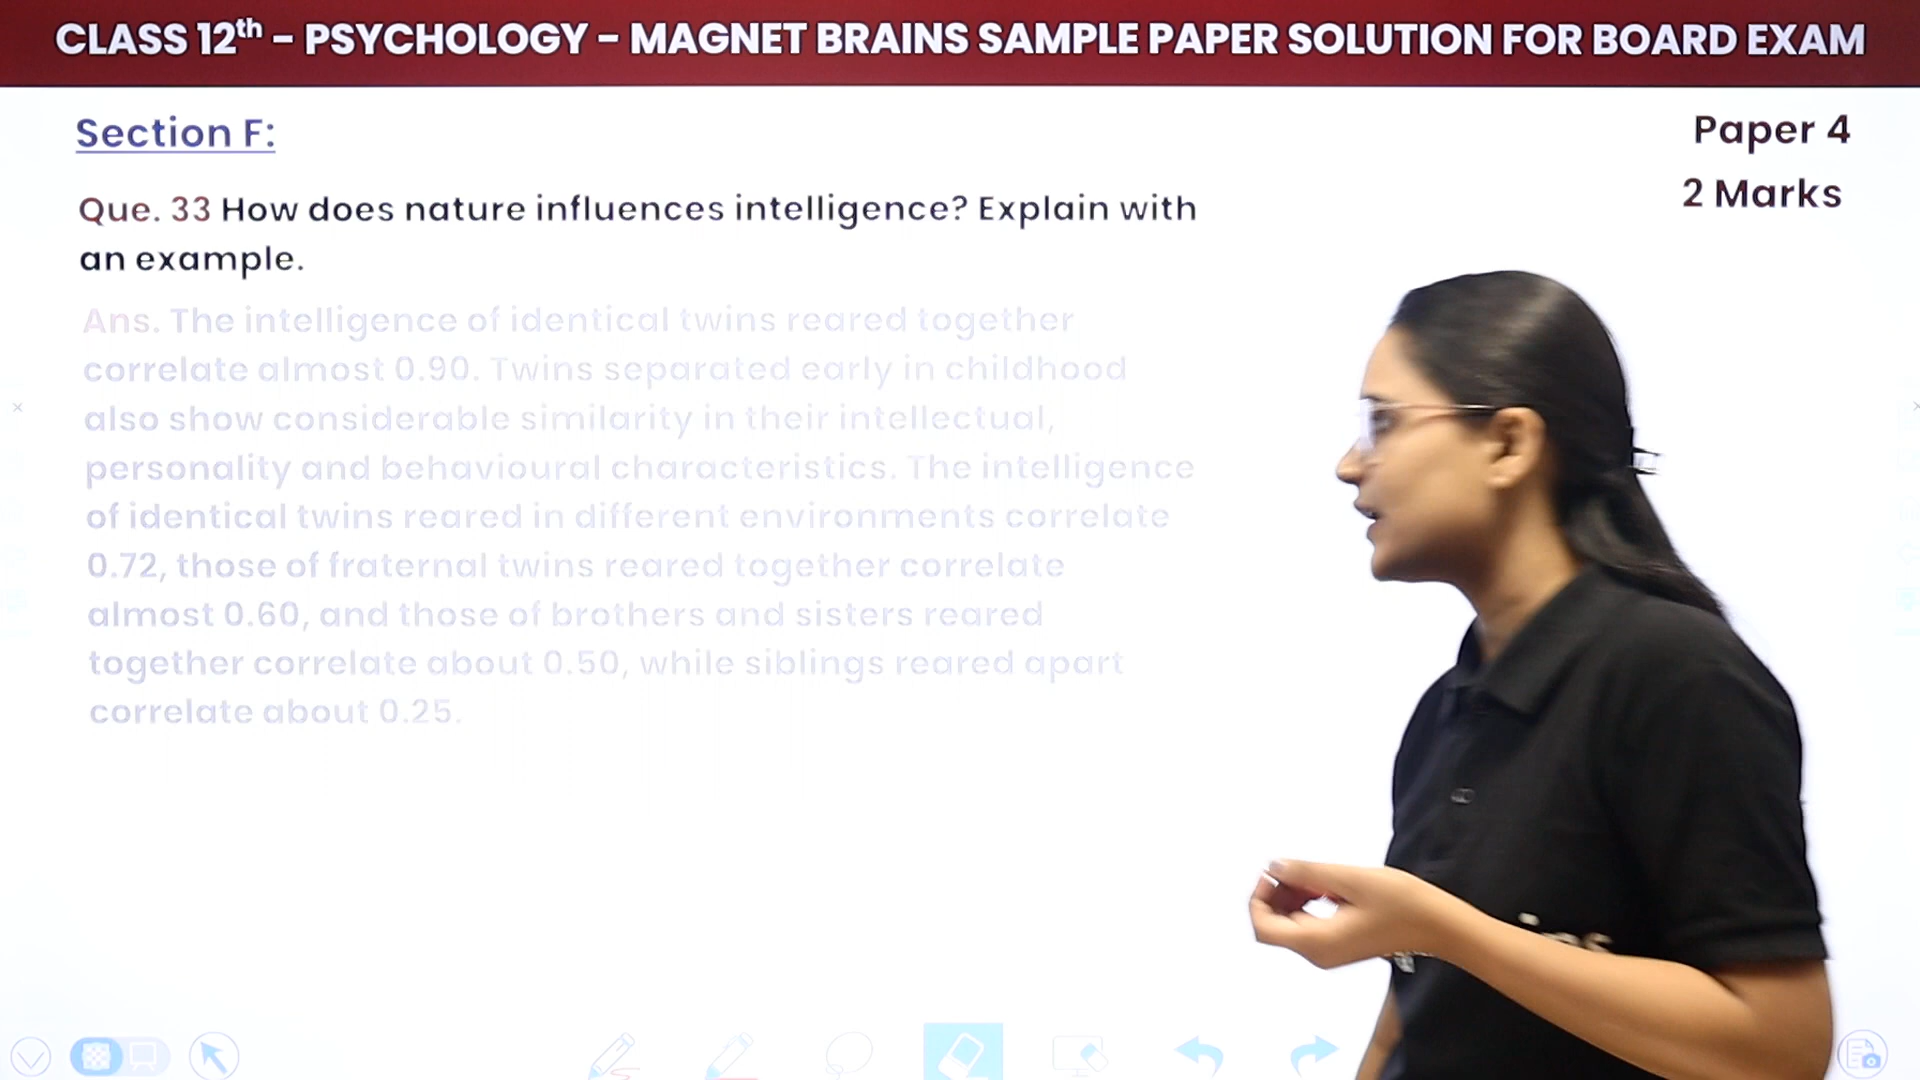 CLASS 12th - PSYCHOLOGY - MAGNET BRAINS SAMPLE PAPER SOLUTION FOR BOARD EXAM
Section F:
Paper 4
2 Marks
Que. 33 How does nature influences intelligence? Explain with
an example.
Ans. The intelligence of identical twins reared together
correlate almost 0.90. Twins separated early in childhood
also show considerable similarity in their intellectual,
personality and behavioural characteristics. The intelligence
of identical twins reared in different environments correlate
0.72, those of fraternal twins reared together correlate
almost 0.60, and those of brothers and sisters reared
together correlate about 0.50, while siblings reared apart
correlate about 0.25.